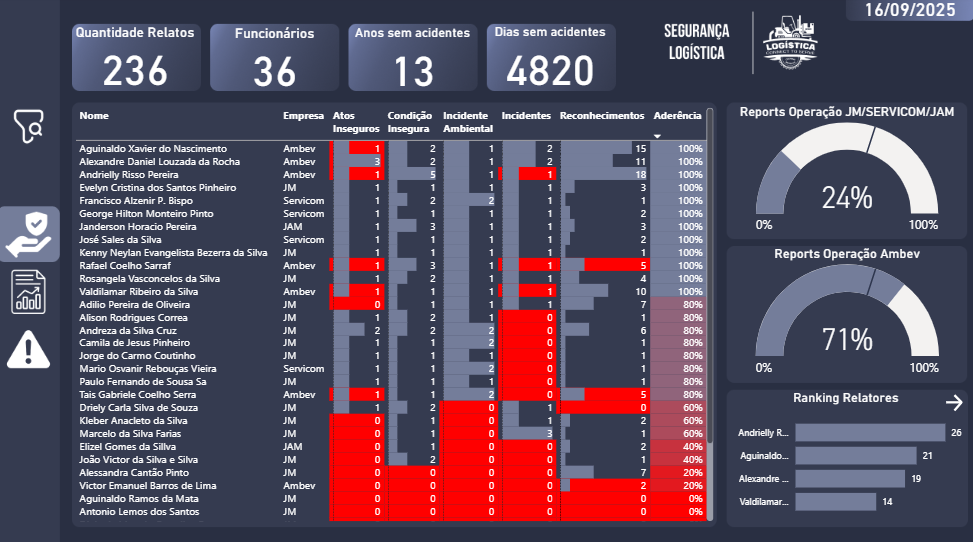 16/09/2025
Quantidade Relatos
236
Funcionários
36
Anos sem acidentes
13
Dias sem acidentes
4820
SEGURANÇA
LOGÍSTICA
LOGÍSTICA
Nome Empresa Atos Inseguros Condição Insegura Incidente Ambiental Incidentes Reconhecimentos Aderência
Aguinaldo Xavier do Nascimento Ambev 1 2 1 2 15 100%
Alexandre Daniel Louzada da Rocha Ambev 3 2 1 2 11 100%
Andrielly Risso Pereira Ambev 1 5 1 1 18 100%
Evelyn Cristina dos Santos Pinheiro JM 1 1 1 1 3 100%
Francisco Alzenir P. Bispo Servicom 1 2 2 1 1 100%
George Hilton Monteiro Pinto Servicom 1 1 1 1 2 100%
Janderson Horacio Pereira JAM 1 3 1 1 3 100%
José Sales da Silva Servicom 1 1 1 1 2 100%
Kenny Neylan Evangelista Bezerra da Silva JM 1 1 1 1 1 100%
Rafael Coelho Sarraf Ambev 1 3 1 1 5 100%
Rosangela Vasconcelos da Silva JM 1 2 1 1 4 100%
Valdilamar Ribeiro da Silva Ambev 1 1 1 1 10 100%
Adilio Pereira de Oliveira JM 0 1 1 1 7 80%
Alison Rodrigues Correa JM 1 2 1 0 1 80%
Andreza da Silva Cruz JM 2 2 2 0 6 80%
Camila de Jesus Pinheiro JM 1 1 2 0 1 80%
Jorge do Carmo Coutinho JM 1 1 1 0 1 80%
Mario Osvanir Rebouças Vieira Servicom 1 1 2 0 1 80%
Paulo Fernando de Sousa Sa JM 1 1 1 0 1 80%
Tais Gabriele Coelho Serra Ambev 1 1 2 0 5 80%
Driely Carla Silva de Souza JM 1 2 0 1 0 60%
Kleber Anacleto da Silva JM 0 1 0 1 2 60%
Marcelo da Silva Farias JM 0 1 0 3 1 60%
Elizel Gomes da Sillva JAM 0 1 0 0 2 40%
João Victor da Silva e Silva JM 0 2 0 0 1 40%
Alessandra Cantão Pinto JM 0 0 0 0 7 20%
Victor Emanuel Barros de Lima Ambev 0 0 0 0 2 20%
Aguinaldo Ramos da Mata JM 0 0 0 0 0 0%
Antonio Lemos dos Santos JM 0 0 0 0 0 0%
Reports Operação JM/SERVICOM/JAM
24%
0% 100%
Reports Operação Ambev
71%
0% 100%
Ranking Relatores
Andrielly R... 26
Aguinaldo... 21
Alexandre ... 19
Valdilamar... 14